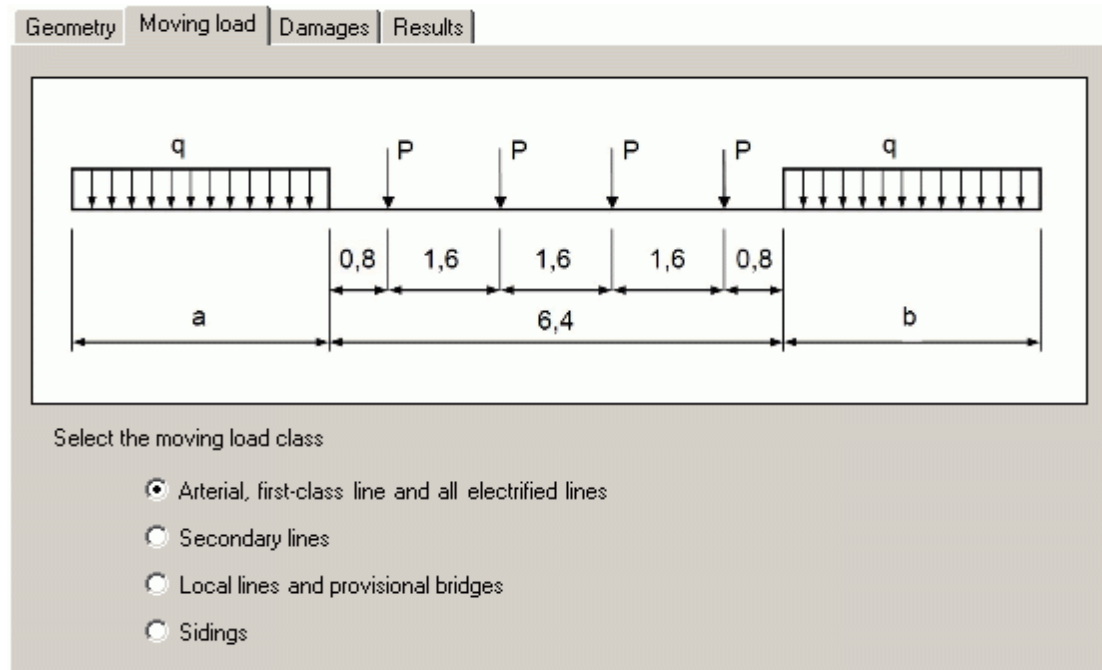 Geometry Moving load Damages Results
q P P P P q
0,8 1,6 1,6 1,6 0,8
a 6,4 b
Select the moving load class
Arterial, first-class line and all electrified lines
Secondary lines
Local lines and provisional bridges
Sidings